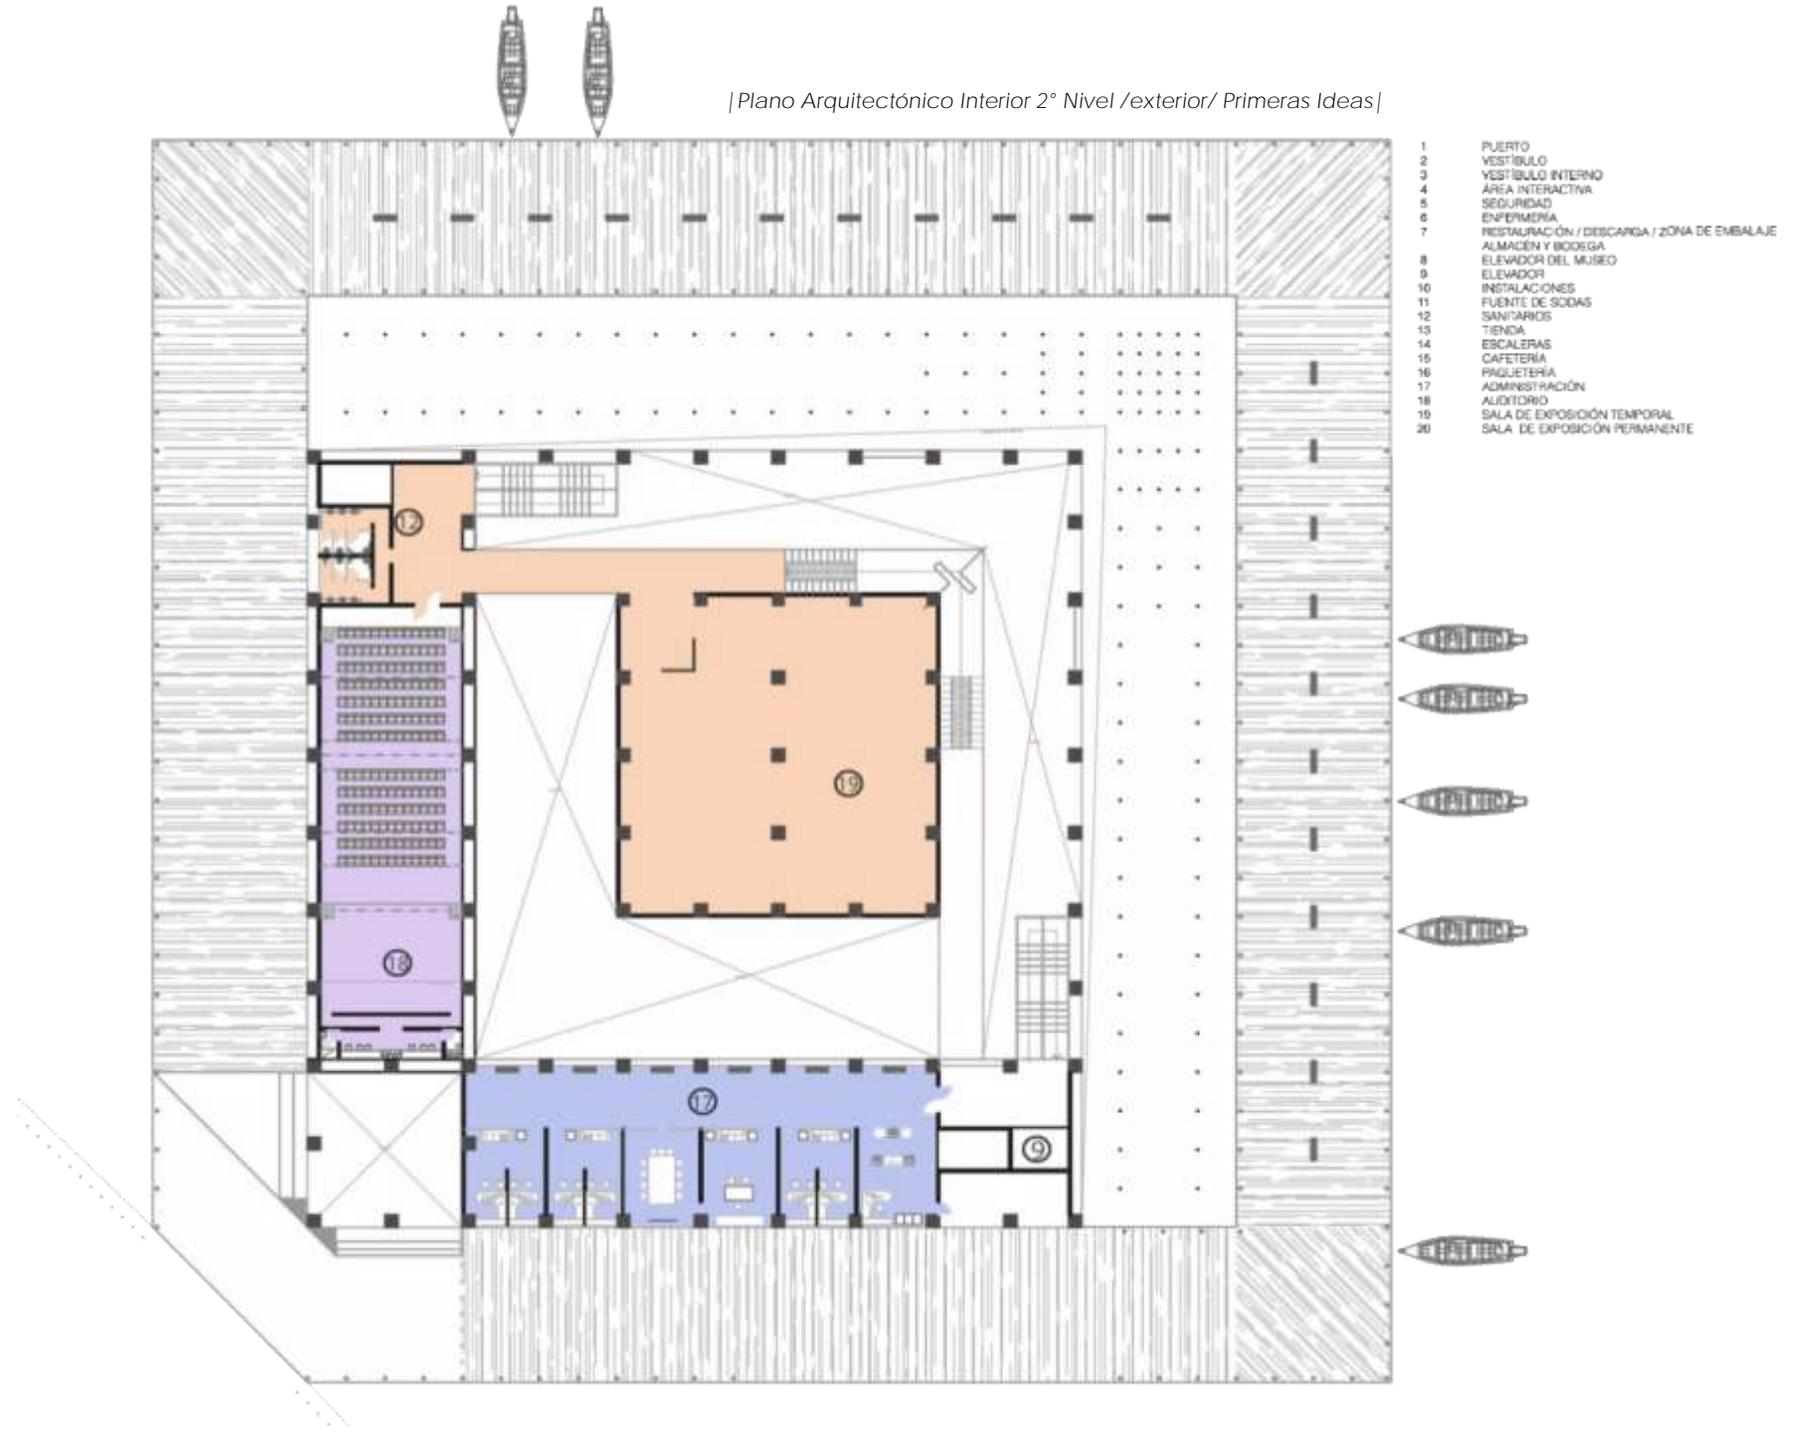 |Plano Arquitectónico Interior 2° Nivel /exterior/ Primeras Ideas|
1 PUERTO
2 VESTÍBULO
3 VESTÍBULO INTERNO
4 ÁREA INTERACTIVA
5 SEGURIDAD
6 ENFERMERÍA
7 RESTAURACIÓN / DESCARGA / ZONA DE EMBALAJE
ALMACÉN Y BODEGA
8 ELEVADOR DEL MUSEO
9 ELEVADOR
10 INSTALACIONES
11 FUENTE DE SODAS
12 SANITARIOS
13 TIENDA
14 ESCALERAS
15 CAFETERÍA
16 PAQUETERÍA
17 ADMINISTRACIÓN
18 AUDITORIO
19 SALA DE EXPOSICIÓN TEMPORAL
20 SALA DE EXPOSICIÓN PERMANENTE
12
19
18
17
9